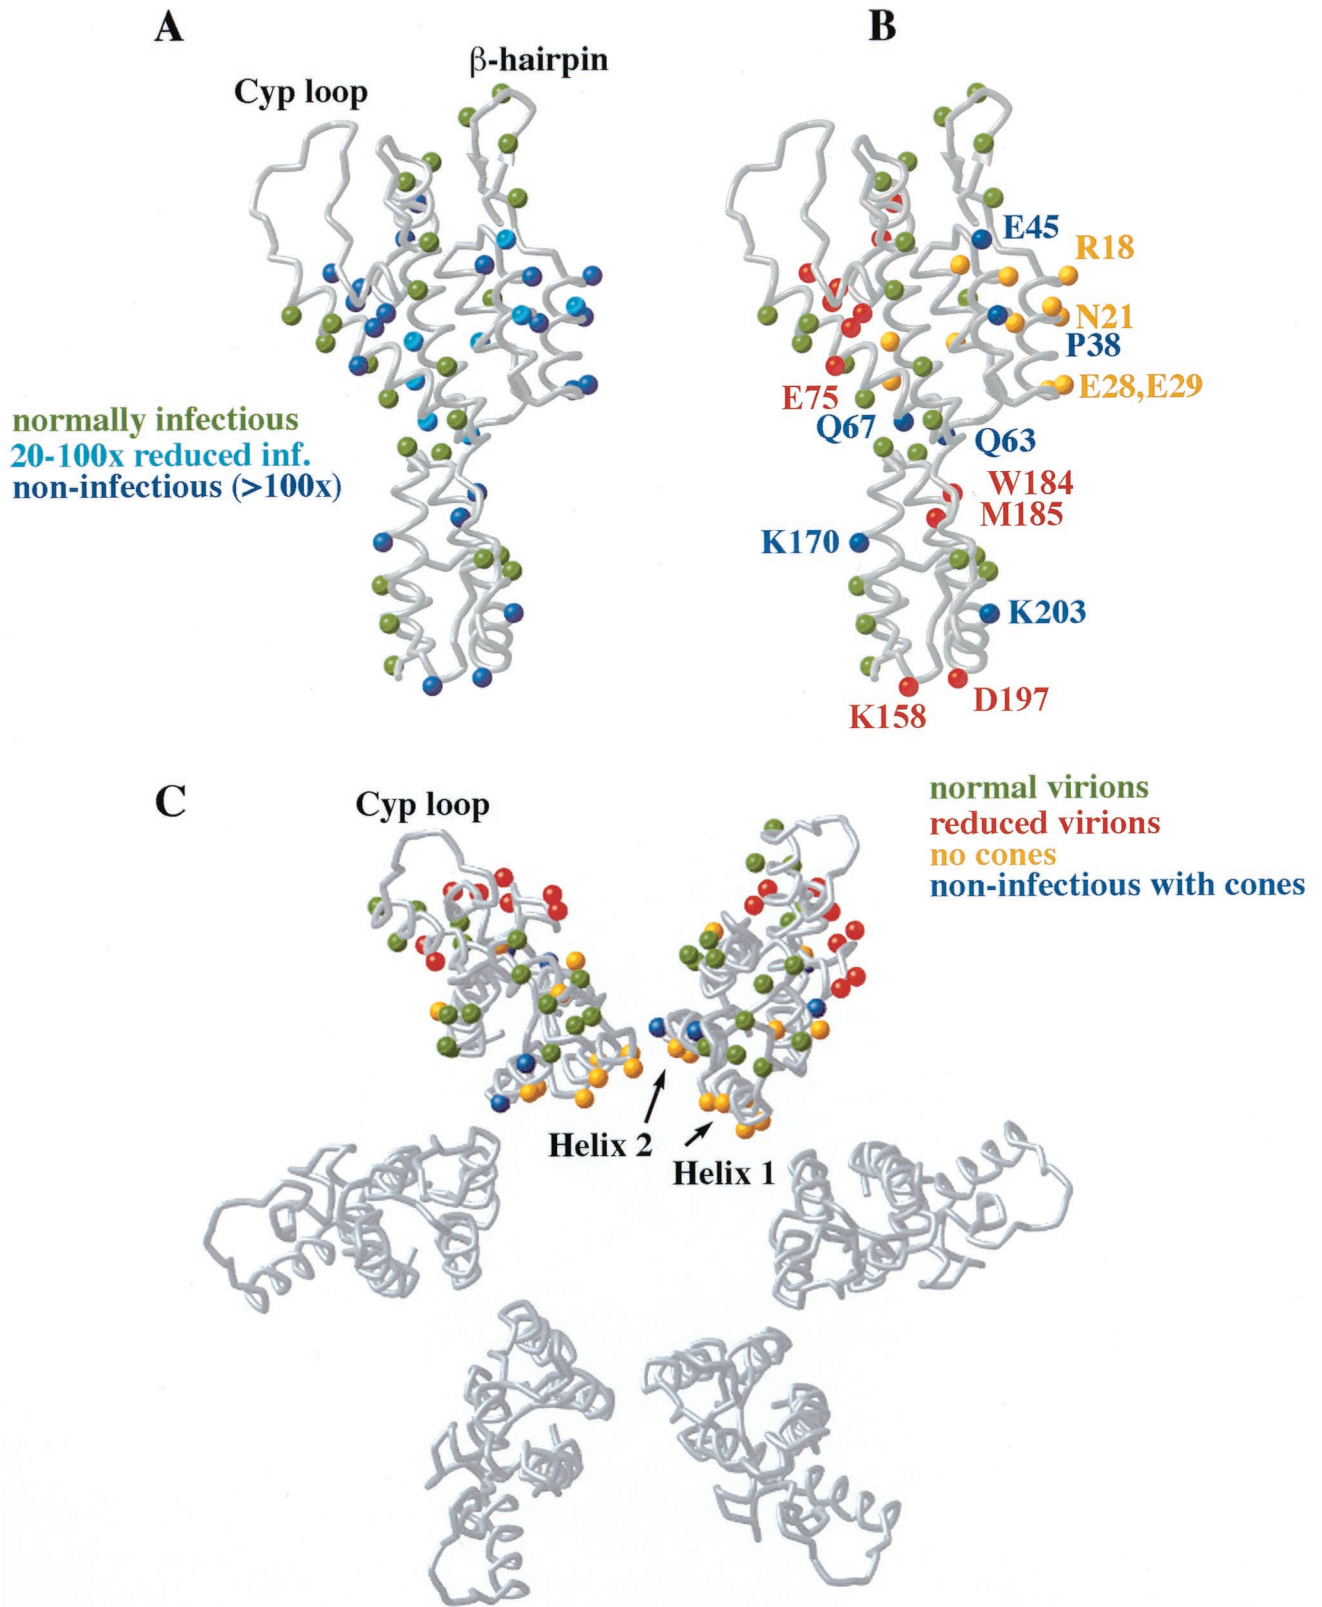 A
B
β-hairpin
Cyp loop
E45
R18
N21
P38
E28,E29
E75
Q67
Q63
normally infectious
20-100x reduced inf.
non-infectious (>100x)
W184
M185
K170
K203
D197
K158
C
Cyp loop
normal virions
reduced virions
no cones
non-infectious with cones
Helix 2
Helix 1